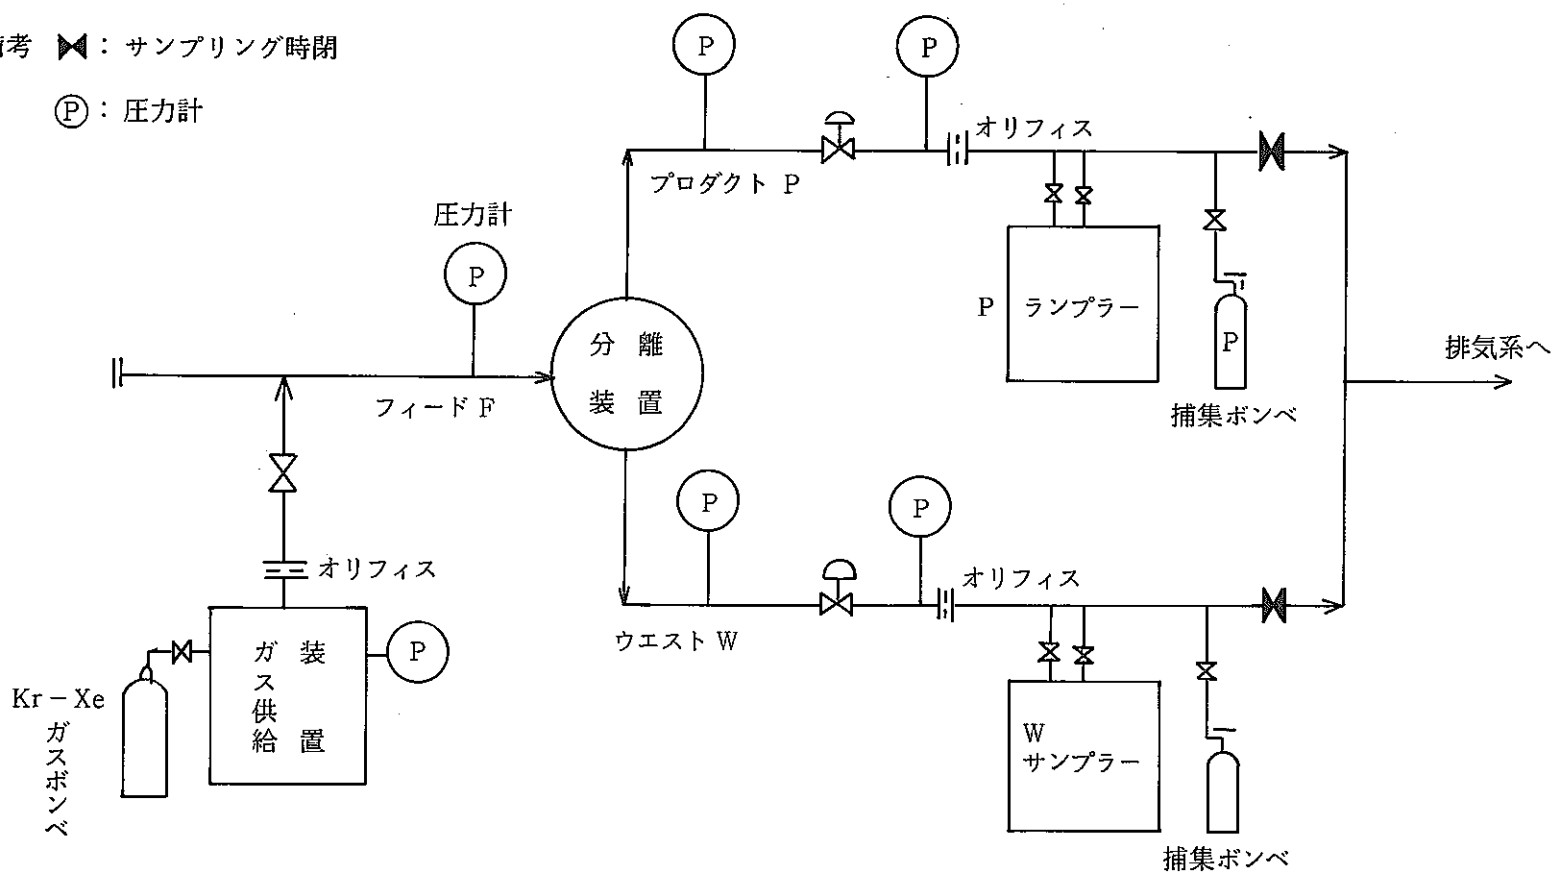 考 : サンプリング時閉
P : 圧力計
P
P
オリフィス
プロダクト P
圧力計
P
P ランプラー
P
捕集ボンベ
排気系へ
分離
装置
フィード F
P
P
オリフィス
オリフィス
ウエスト W
P
ガス供給
装置
Kr-Xe
ガスボンベ
W
サンプラー
捕集ボンベ